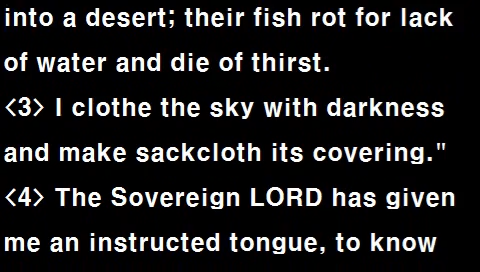 into a desert; their fish rot for lack
of water and die of thirst.
<3> I clothe the sky with darkness
and make sackcloth its covering."
<4> The Sovereign LORD has given
me an instructed tongue, to know